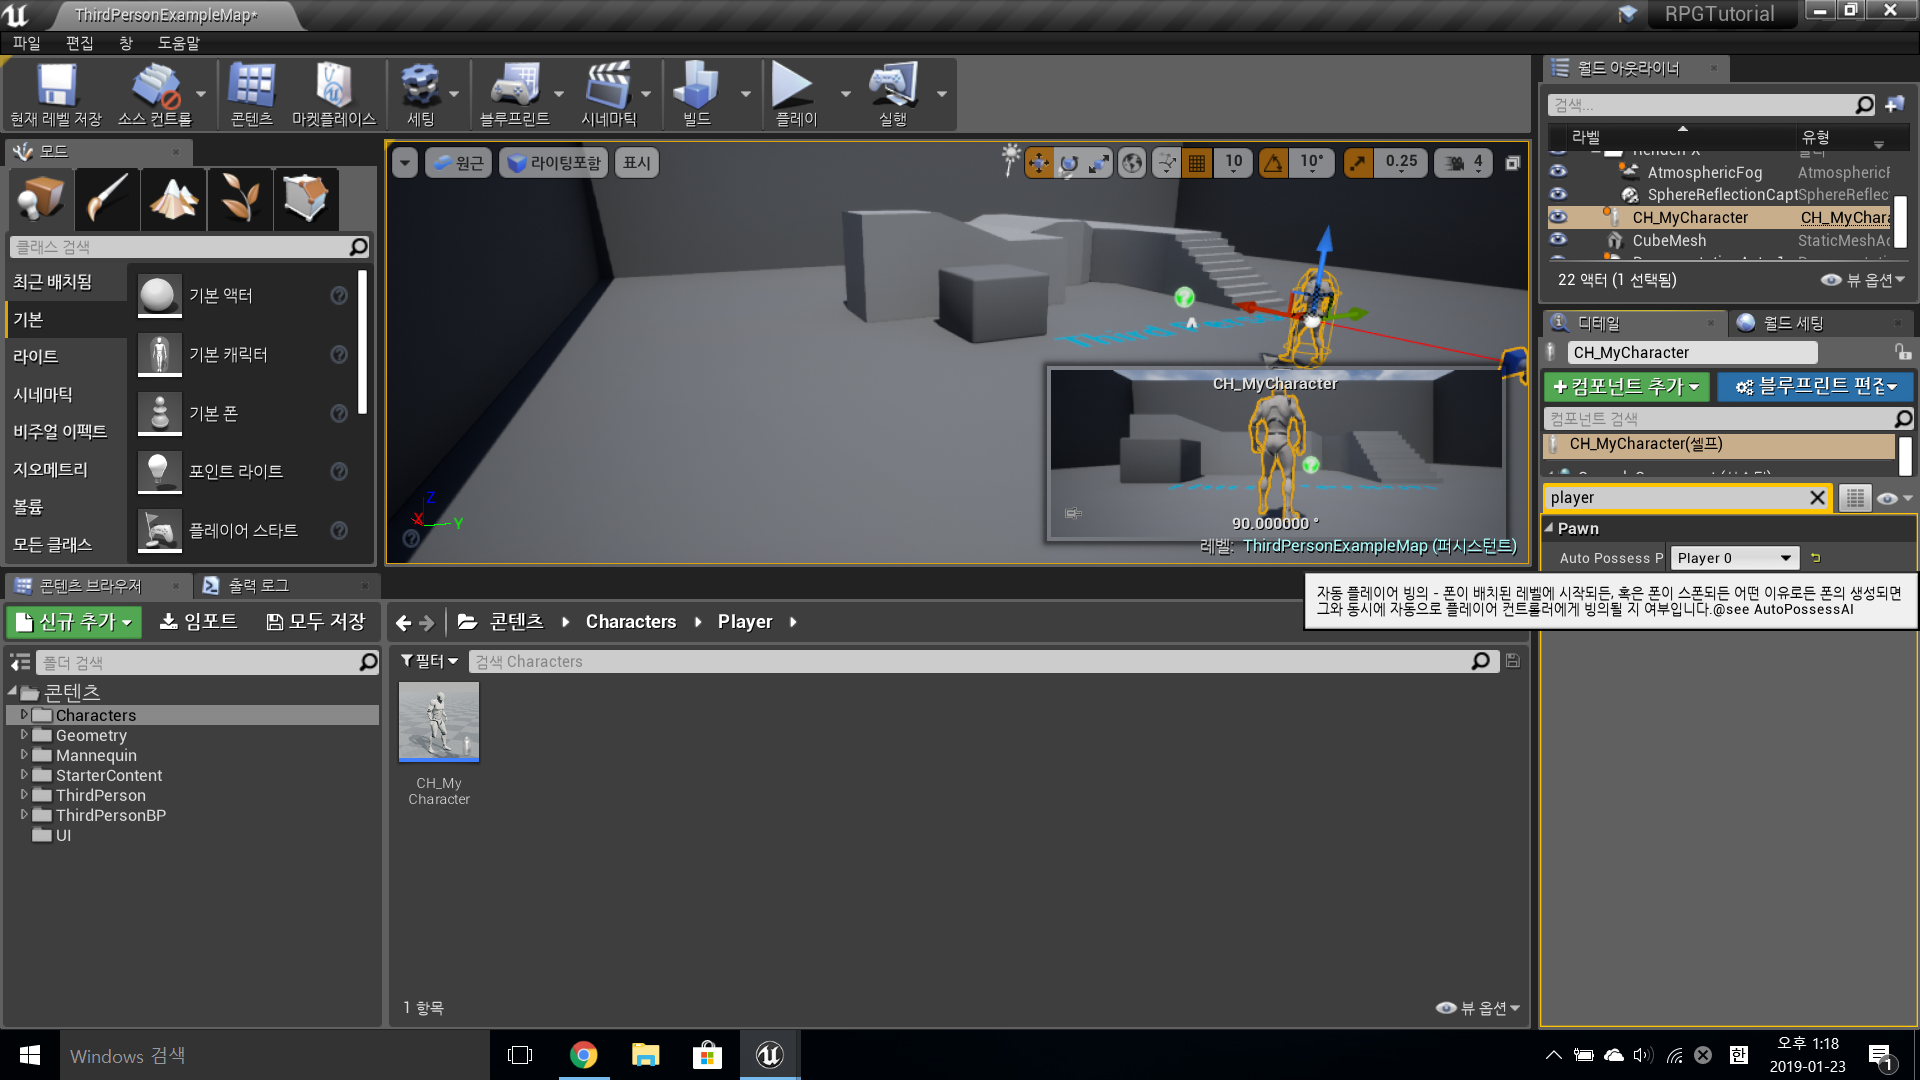 ThirdPersonExampleMap*
RPGTutorial
파일 편집 창 도움말
현재 레벨 저장
소스 컨트롤
콘텐츠
마켓플레이스
세팅
블루프린트
시네마틱
빌드
플레이
실행
모드
클래스 검색
최근 배치됨
기본
라이트
시네마틱
비주얼 이펙트
지오메트리
볼륨
모든 클래스
기본 액터
기본 캐릭터
기본 폰
포인트 라이트
플레이어 스타트
원근
라이팅포함
표시
10
10°
0.25
4
CH_MyCharacter
90.000000 °
레벨: ThirdPersonExampleMap (퍼시스턴트)
X
Y
Z
월드 아웃라이너
검색...
라벨
유형
AtmosphericFog
AtmosphericF
SphereReflectionCapt
SphereReflec
CH_MyCharacter
CH_MyChara
CubeMesh
StaticMeshAc
22 액터 (1 선택됨)
뷰 옵션
디테일
월드 세팅
CH_MyCharacter
+컴포넌트 추가
블루프린트 편집
컴포넌트 검색
CH_MyCharacter(셀프)
player
Pawn
Auto Possess P
Player 0
자동 플레이어 빙의 - 폰이 배치된 레벨에 시작되든, 혹은 폰이 스폰되든 어떤 이유로든 폰의 생성되면
그와 동시에 자동으로 플레이어 컨트롤러에게 빙의될 지 여부입니다.@see AutoPossessAI
콘텐츠 브라우저
출력 로그
신규 추가
임포트
모두 저장
콘텐츠
Characters
Player
폴더 검색
필터
검색 Characters
콘텐츠
Characters
Geometry
Mannequin
StarterContent
ThirdPerson
ThirdPersonBP
UI
CH_My
Character
1 항목
뷰 옵션
Windows 검색
한
오후 1:18
2019-01-23
1